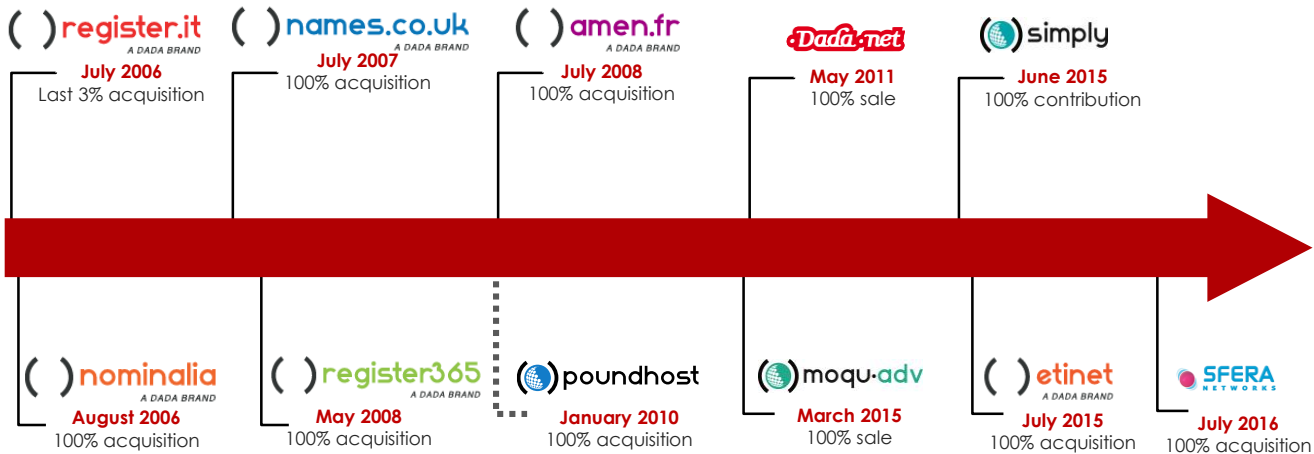 register.it
A DADA BRAND
July 2006
Last 3% acquisition
names.co.uk
A DADA BRAND
July 2007
100% acquisition
amen.fr
A DADA BRAND
July 2008
100% acquisition
Dada.net
May 2011
100% sale
simply
June 2015
100% contribution
nominalia
A DADA BRAND
August 2006
100% acquisition
register365
A DADA BRAND
May 2008
100% acquisition
poundhost
January 2010
100% acquisition
moqu·adv
March 2015
100% sale
etinet
A DADA BRAND
July 2015
100% acquisition
SFERA
NETWORKS
July 2016
100% acquisition